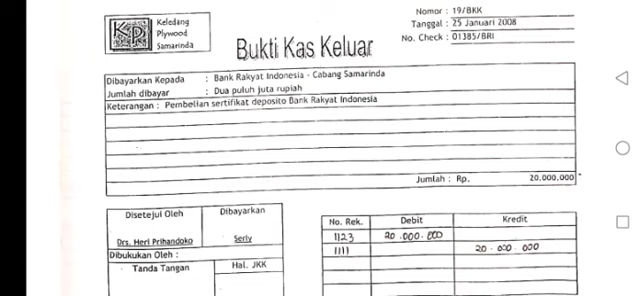 Keledang
Plywood
Samarinda
KP
Nomor : 19/BKK
Tanggal : 25 Januari 2008
No. Check : 01385/BRI
Bukti Kas Keluar
Dibayarkan Kepada : Bank Rakyat Indonesia - Cabang Samarinda
Jumlah dibayar : Dua puluh juta rupiah
Keterangan : Pembelian sertifikat deposito Bank Rakyat Indonesia
Jumlah : Rp. 20.000.000
Disetejui Oleh Dibayarkan
Drs. Heri Prihandoko Serly
Dibukukan Oleh :
Tanda Tangan Hal. JKK
No. Rek. Debit Kredit
1123 20.000.000
1111 20.000.000